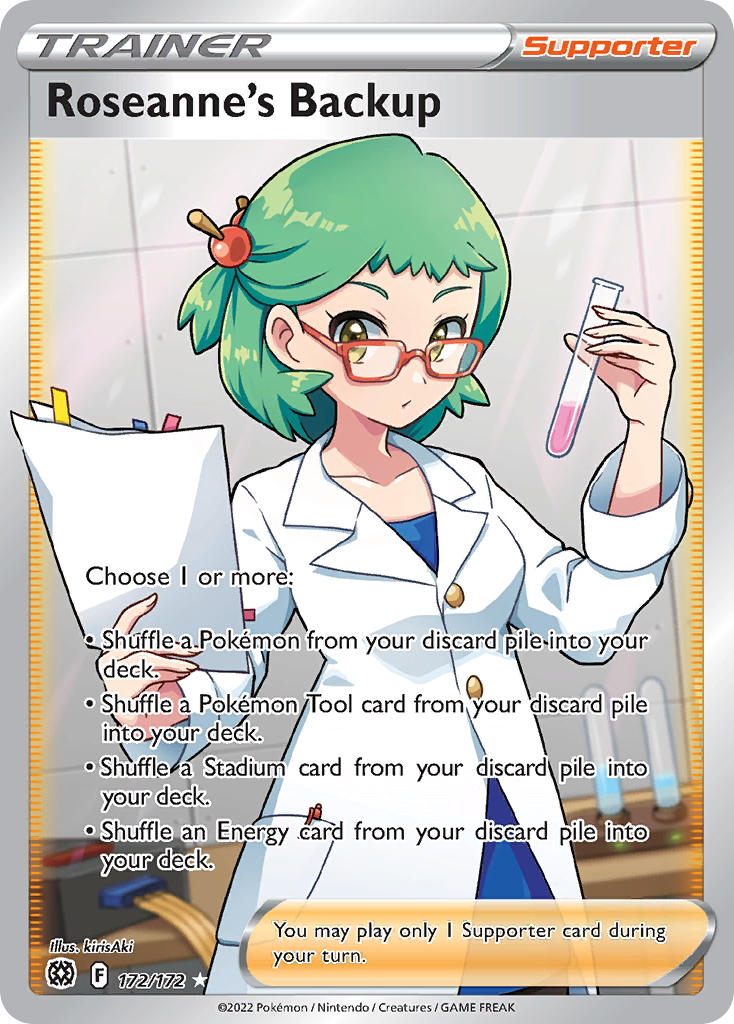 TRAINER Supporter
Roseanne's Backup
Choose 1 or more:
• Shuffle a Pokémon from your discard pile into your
deck.
• Shuffle a Pokémon Tool card from your discard pile
into your deck.
• Shuffle a Stadium card from your discard pile into
your deck.
• Shuffle an Energy card from your discard pile into
your deck.
You may play only 1 Supporter card during
your turn.
Illus. kirisAki
F 172/172 ★
©2022 Pokémon / Nintendo / Creatures / GAME FREAK